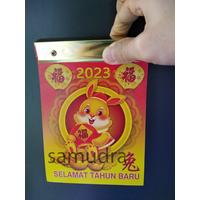 福 2023 福
samudra
兔
SELAMAT TAHUN BARU